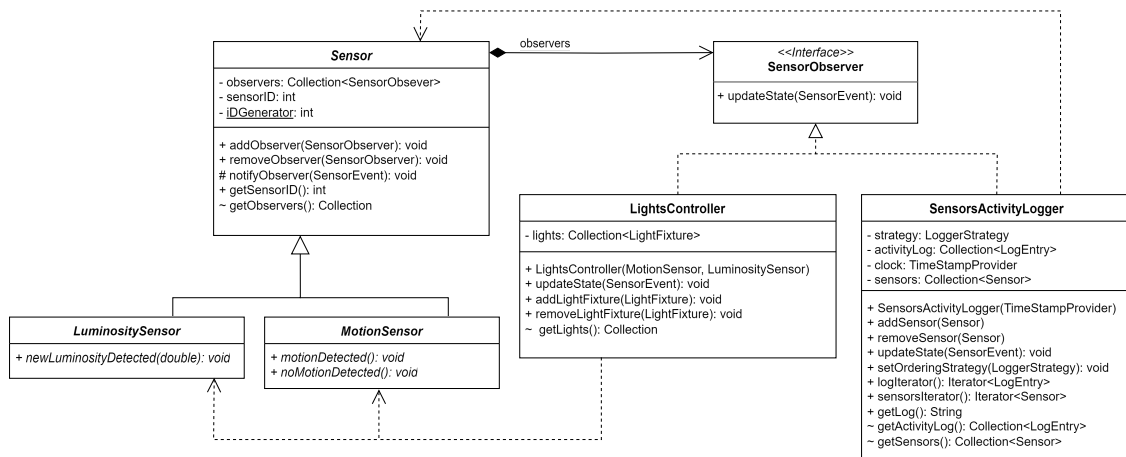 observers
Sensor
- observers: Collection<SensorObsever>
- sensorID: int
- iDGenerator: int
+ addObserver(SensorObserver): void
+ removeObserver(SensorObserver): void
# notifyObserver(SensorEvent): void
+ getSensorID(): int
~ getObservers(): Collection
<<Interface>>
SensorObserver
+ updateState(SensorEvent): void
LightsController
- lights: Collection<LightFixture>
+ LightsController(MotionSensor, LuminositySensor)
+ updateState(SensorEvent): void
+ addLightFixture(LightFixture): void
+ removeLightFixture(LightFixture): void
~ getLights(): Collection
SensorsActivityLogger
- strategy: LoggerStrategy
- activityLog: Collection<LogEntry>
- clock: TimeStampProvider
- sensors: Collection<Sensor>
+ SensorsActivityLogger(TimeStampProvider)
+ addSensor(Sensor)
+ removeSensor(Sensor)
+ updateState(SensorEvent): void
+ setOrderingStrategy(LoggerStrategy): void
+ logIterator(): Iterator<LogEntry>
+ sensorsIterator(): Iterator<Sensor>
+ getLog(): String
~ getActivityLog(): Collection<LogEntry>
~ getSensors(): Collection<Sensor>
LuminositySensor
+ newLuminosityDetected(double): void
MotionSensor
+ motionDetected(): void
+ noMotionDetected(): void